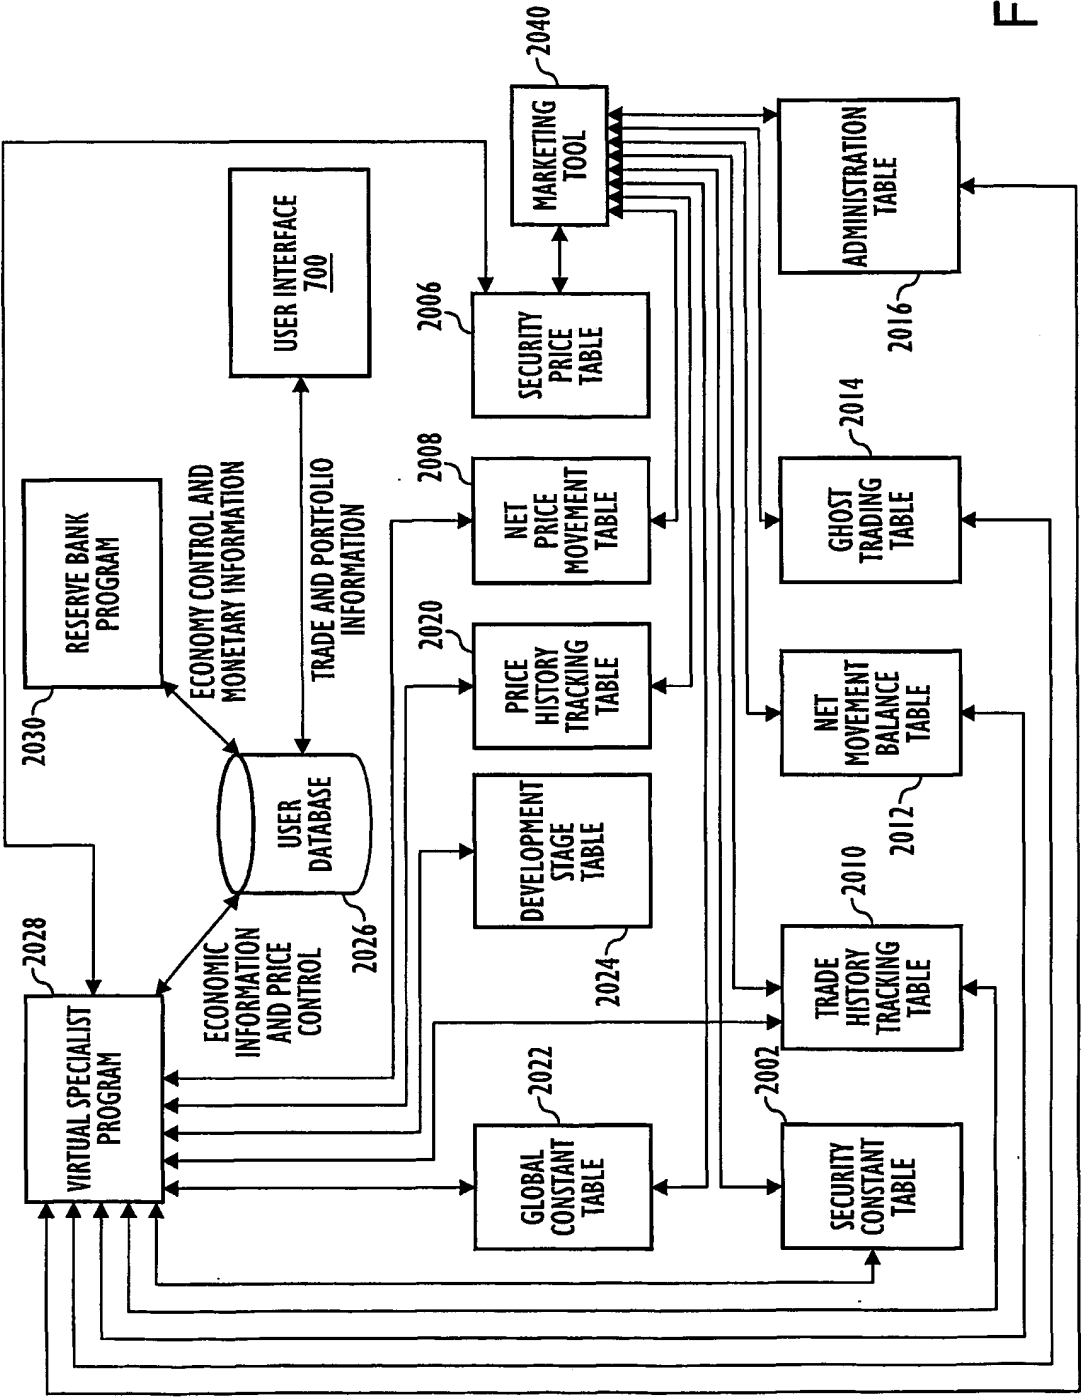 2028
VIRTUAL SPECIALIST
PROGRAM
2030
RESERVE BANK
PROGRAM
ECONOMIC
INFORMATION
AND PRICE
CONTROL
USER
DATABASE
2026
ECONOMY CONTROL AND
MONETARY INFORMATION
TRADE AND PORTFOLIO
INFORMATION
USER INTERFACE
700
2022
GLOBAL
CONSTANT
TABLE
DEVELOPMENT
STAGE
TABLE
2024
2020
PRICE
HISTORY
TRACKING
TABLE
2008
NET
PRICE
MOVEMENT
TABLE
2006
SECURITY
PRICE
TABLE
2040
MARKETING
TOOL
2002
SECURITY
CONSTANT
TABLE
2010
TRADE
HISTORY
TRACKING
TABLE
2012
NET
MOVEMENT
BALANCE
TABLE
2014
GHOST
TRADING
TABLE
2016
ADMINISTRATION
TABLE
F